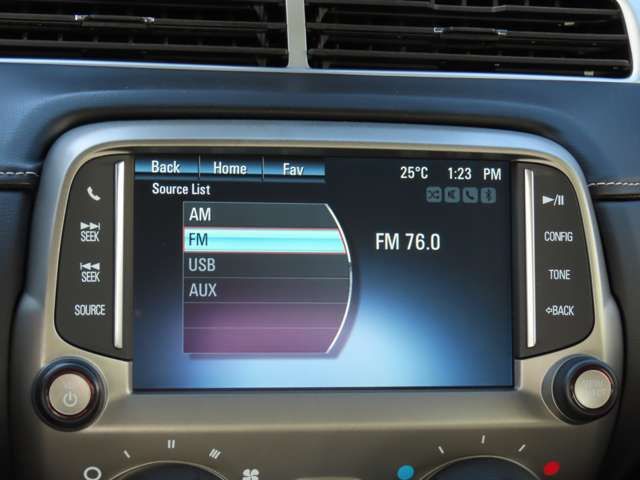 Back Home Fav 25°C 1:23 PM
Source List
AM
FM
USB
AUX
FM 76.0
SEEK
SEEK
SOURCE
CONFIG
TONE
BACK